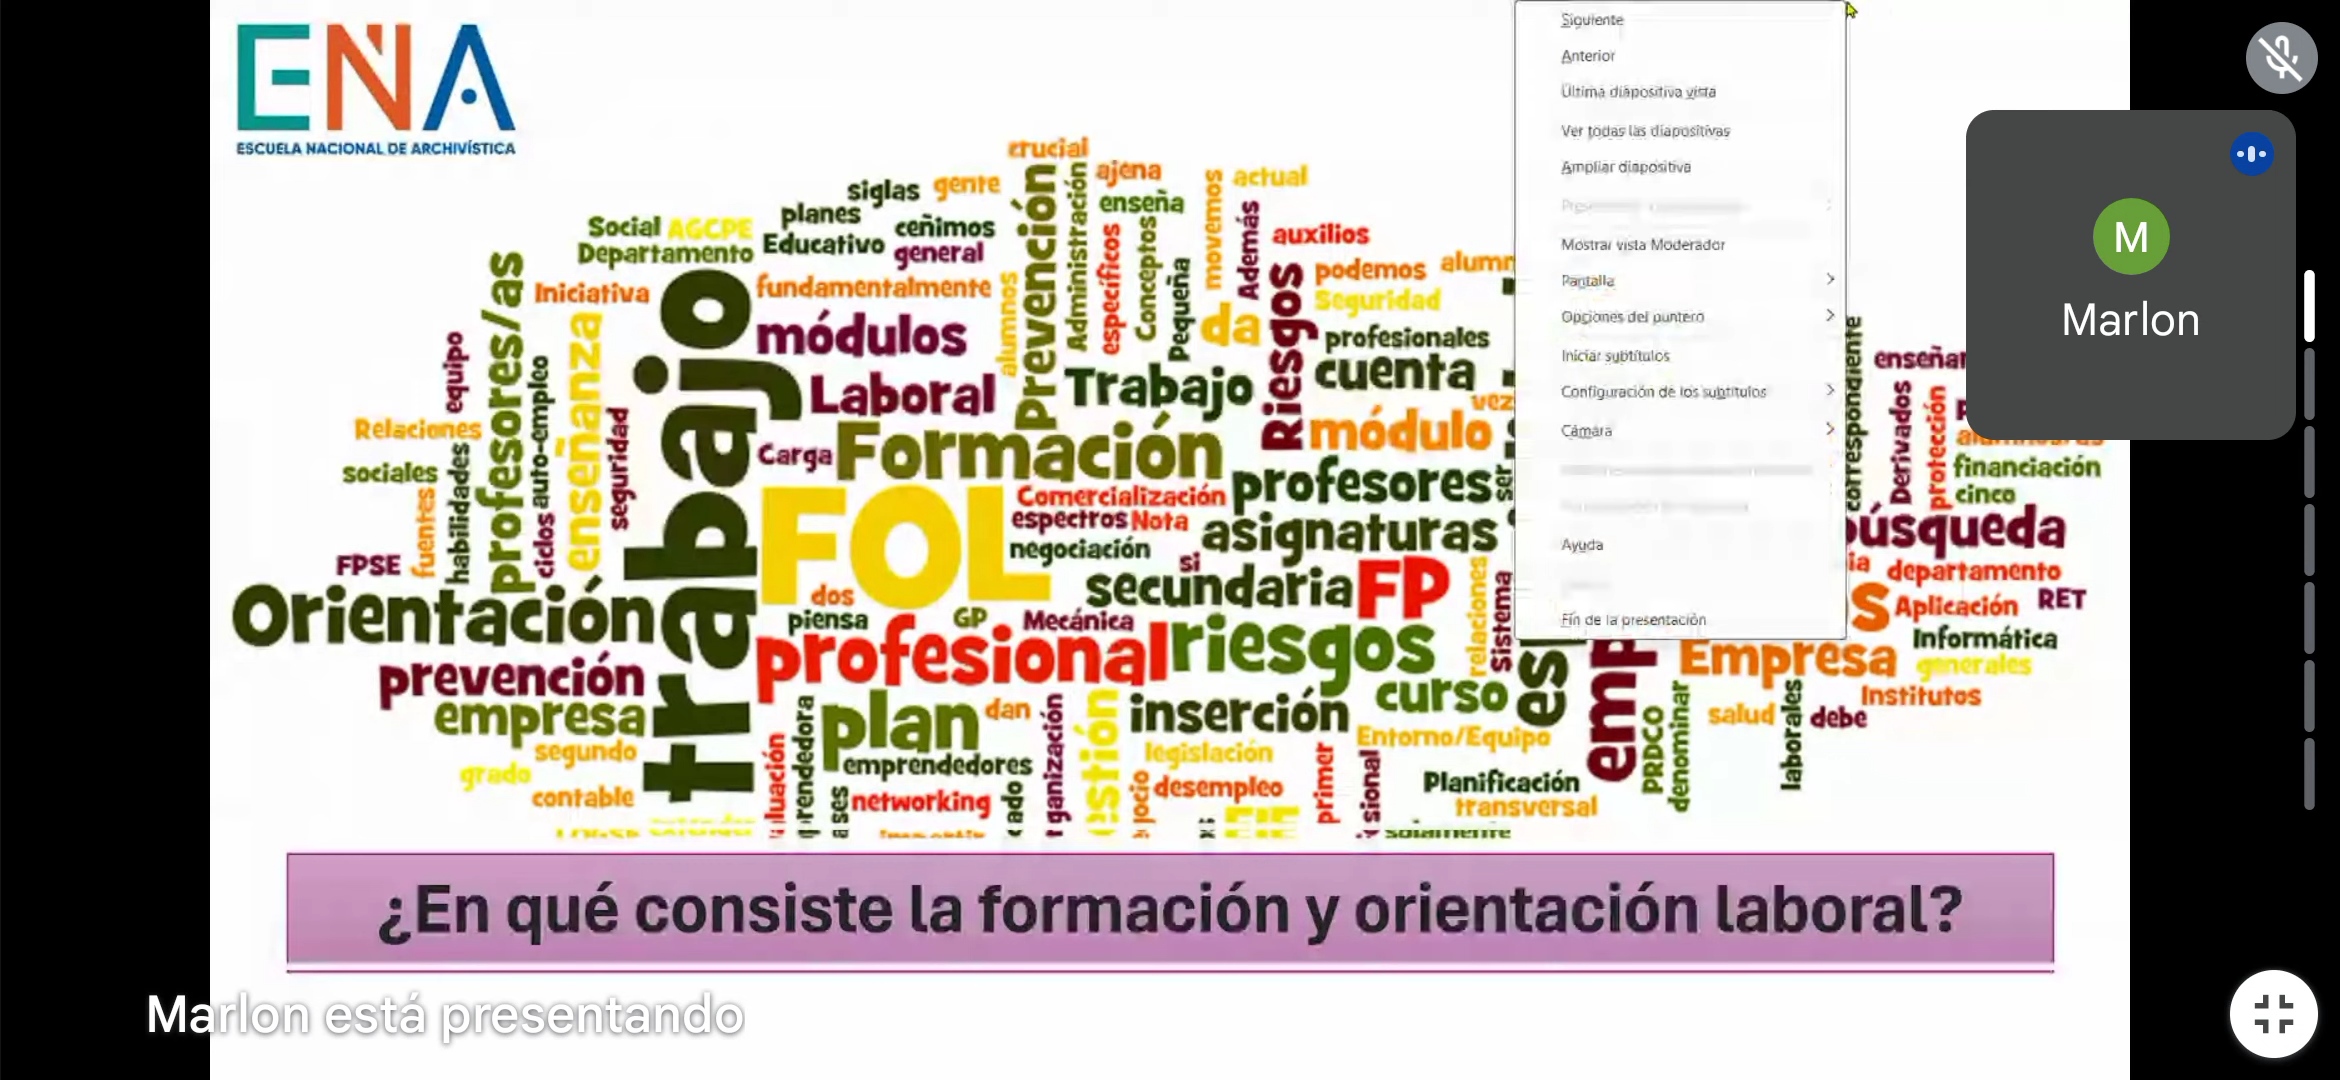 ENA
ESCUELA NACIONAL DE ARCHIVÍSTICA
Siguiente
Anterior
Última diapositiva vista
Ver todas las diapositivas
Ampliar diapositiva
Mostrar vista Moderador
Pantalla
Opciones del puntero
Iniciar subtítulos
Configuración de los subtítulos
Cámara
Ayuda
Fin de la presentación
M
Marlon
crucial
siglas gente
ajena
actual
planes
ceñimos
enseña
Social AGCPE
Departamento
Educativo
general
Prevención
Administración
movemos
Además
auxilios
específicos
Conceptos
Pequeña
podemos
Iniciativa
fundamentalmente
alumnos
Seguridad
da
Riesgos
profesionales
módulos
equipo
profesores/as
auto-empleo
enseñanza
trabajo
Laboral
Trabajo
cuenta
vez
correspondiente
Derivados
protección
Relaciones
seguridad
Carga
Formación
módulo
sociales
habilidades
fuentes
ciclos
FOL
Comercialización
profesores
ser
financiación
cinco
espectros Nota
asignaturas
negociación
si
FPSE
secundaria
FP
departamento
dos
relaciones
Sistema
Aplicación
RET
Orientación
piensa
GP
Mecánica
profesional
riesgos
Informática
prevención
Empresa
generales
empresa
plan
dan
inserción
curso
es
emp
Institutos
salud
debe
laborales
PRDCO
denominar
segundo
legislación
Entorno/Equipo
grado
emprendedores
desempleo
primer
Planificación
contable
networking
transversal
¿En qué consiste la formación y orientación laboral?
Marlon está presentando